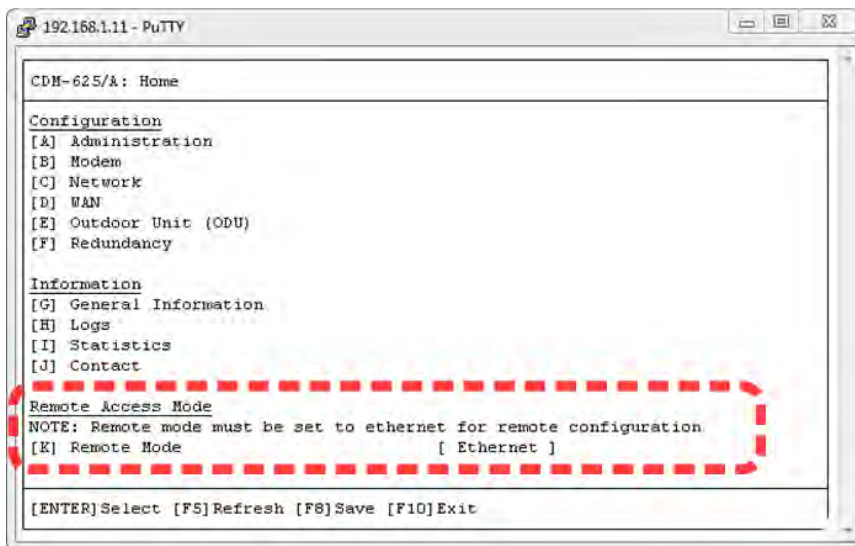 192.168.1.11 - PuTTY
CDM-625/A: Home
Configuration
[A] Administration
[B] Modem
[C] Network
[D] WAN
[E] Outdoor Unit (ODU)
[F] Redundancy
Information
[G] General Information
[H] Logs
[I] Statistics
[J] Contact
Remote Access Mode
NOTE: Remote mode must be set to ethernet for remote configuration
[K] Remote Mode [ Ethernet ]
[ENTER]Select [F5]Refresh [F8]Save [F10]Exit